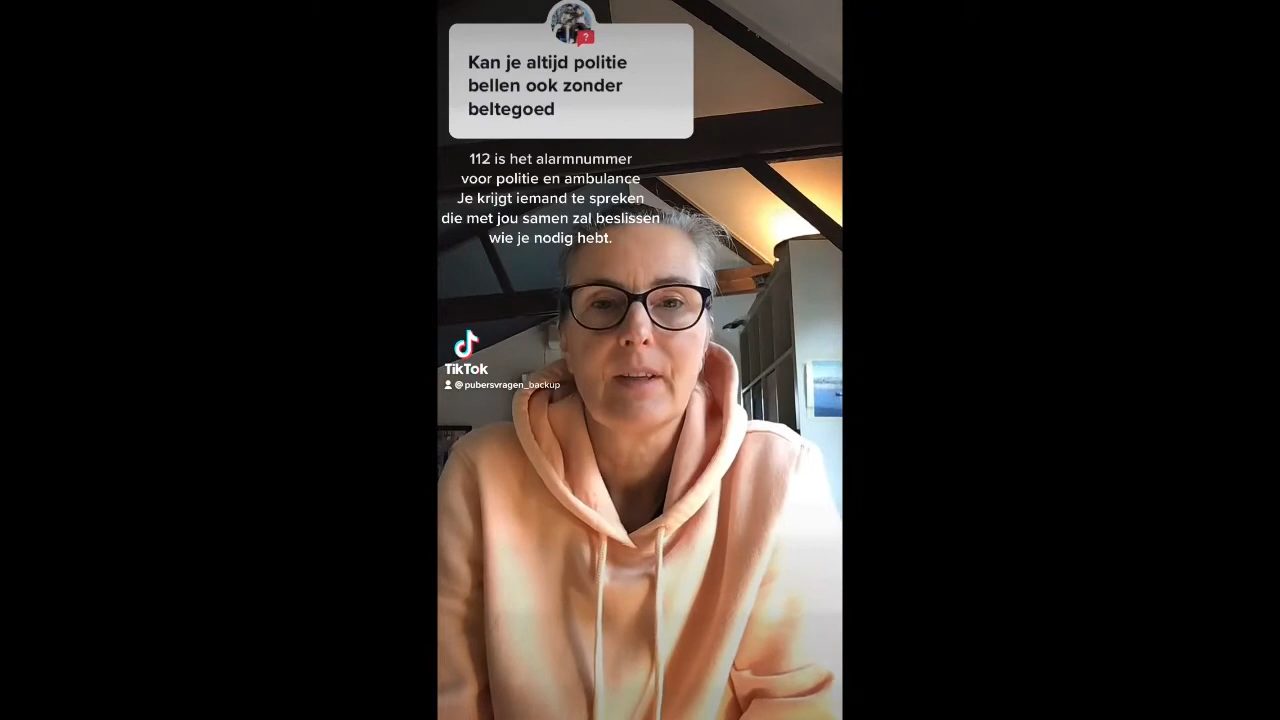 Kan je altijd politie
bellen ook zonder
beltegoed
112 is het alarmnummer
voor politie en ambulance
Je krijgt iemand te spreken
die met jou samen zal beslissen
wie je nodig hebt.
TikTok
@pubersvragen_backup